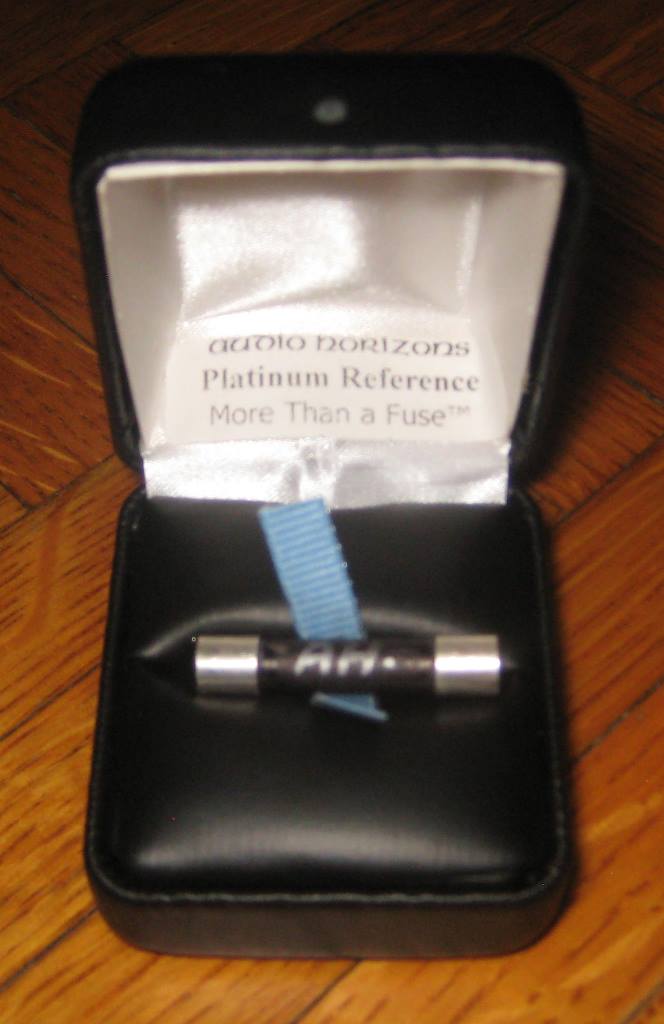 audio horizons
Platinum Reference
More Than a Fuse™
AH.